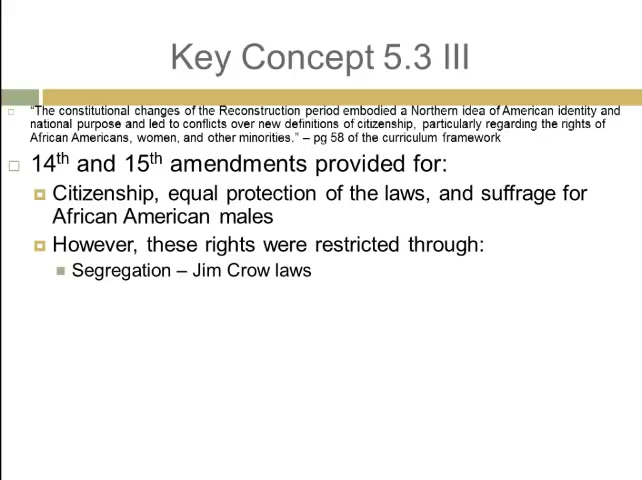 Key Concept 5.3 III
“The constitutional changes of the Reconstruction period embodied a Northern idea of American identity and
national purpose and led to conflicts over new definitions of citizenship, particularly regarding the rights of
African Americans, women, and other minorities.” – pg 58 of the curriculum framework
14th and 15th amendments provided for:
Citizenship, equal protection of the laws, and suffrage for
African American males
However, these rights were restricted through:
Segregation – Jim Crow laws